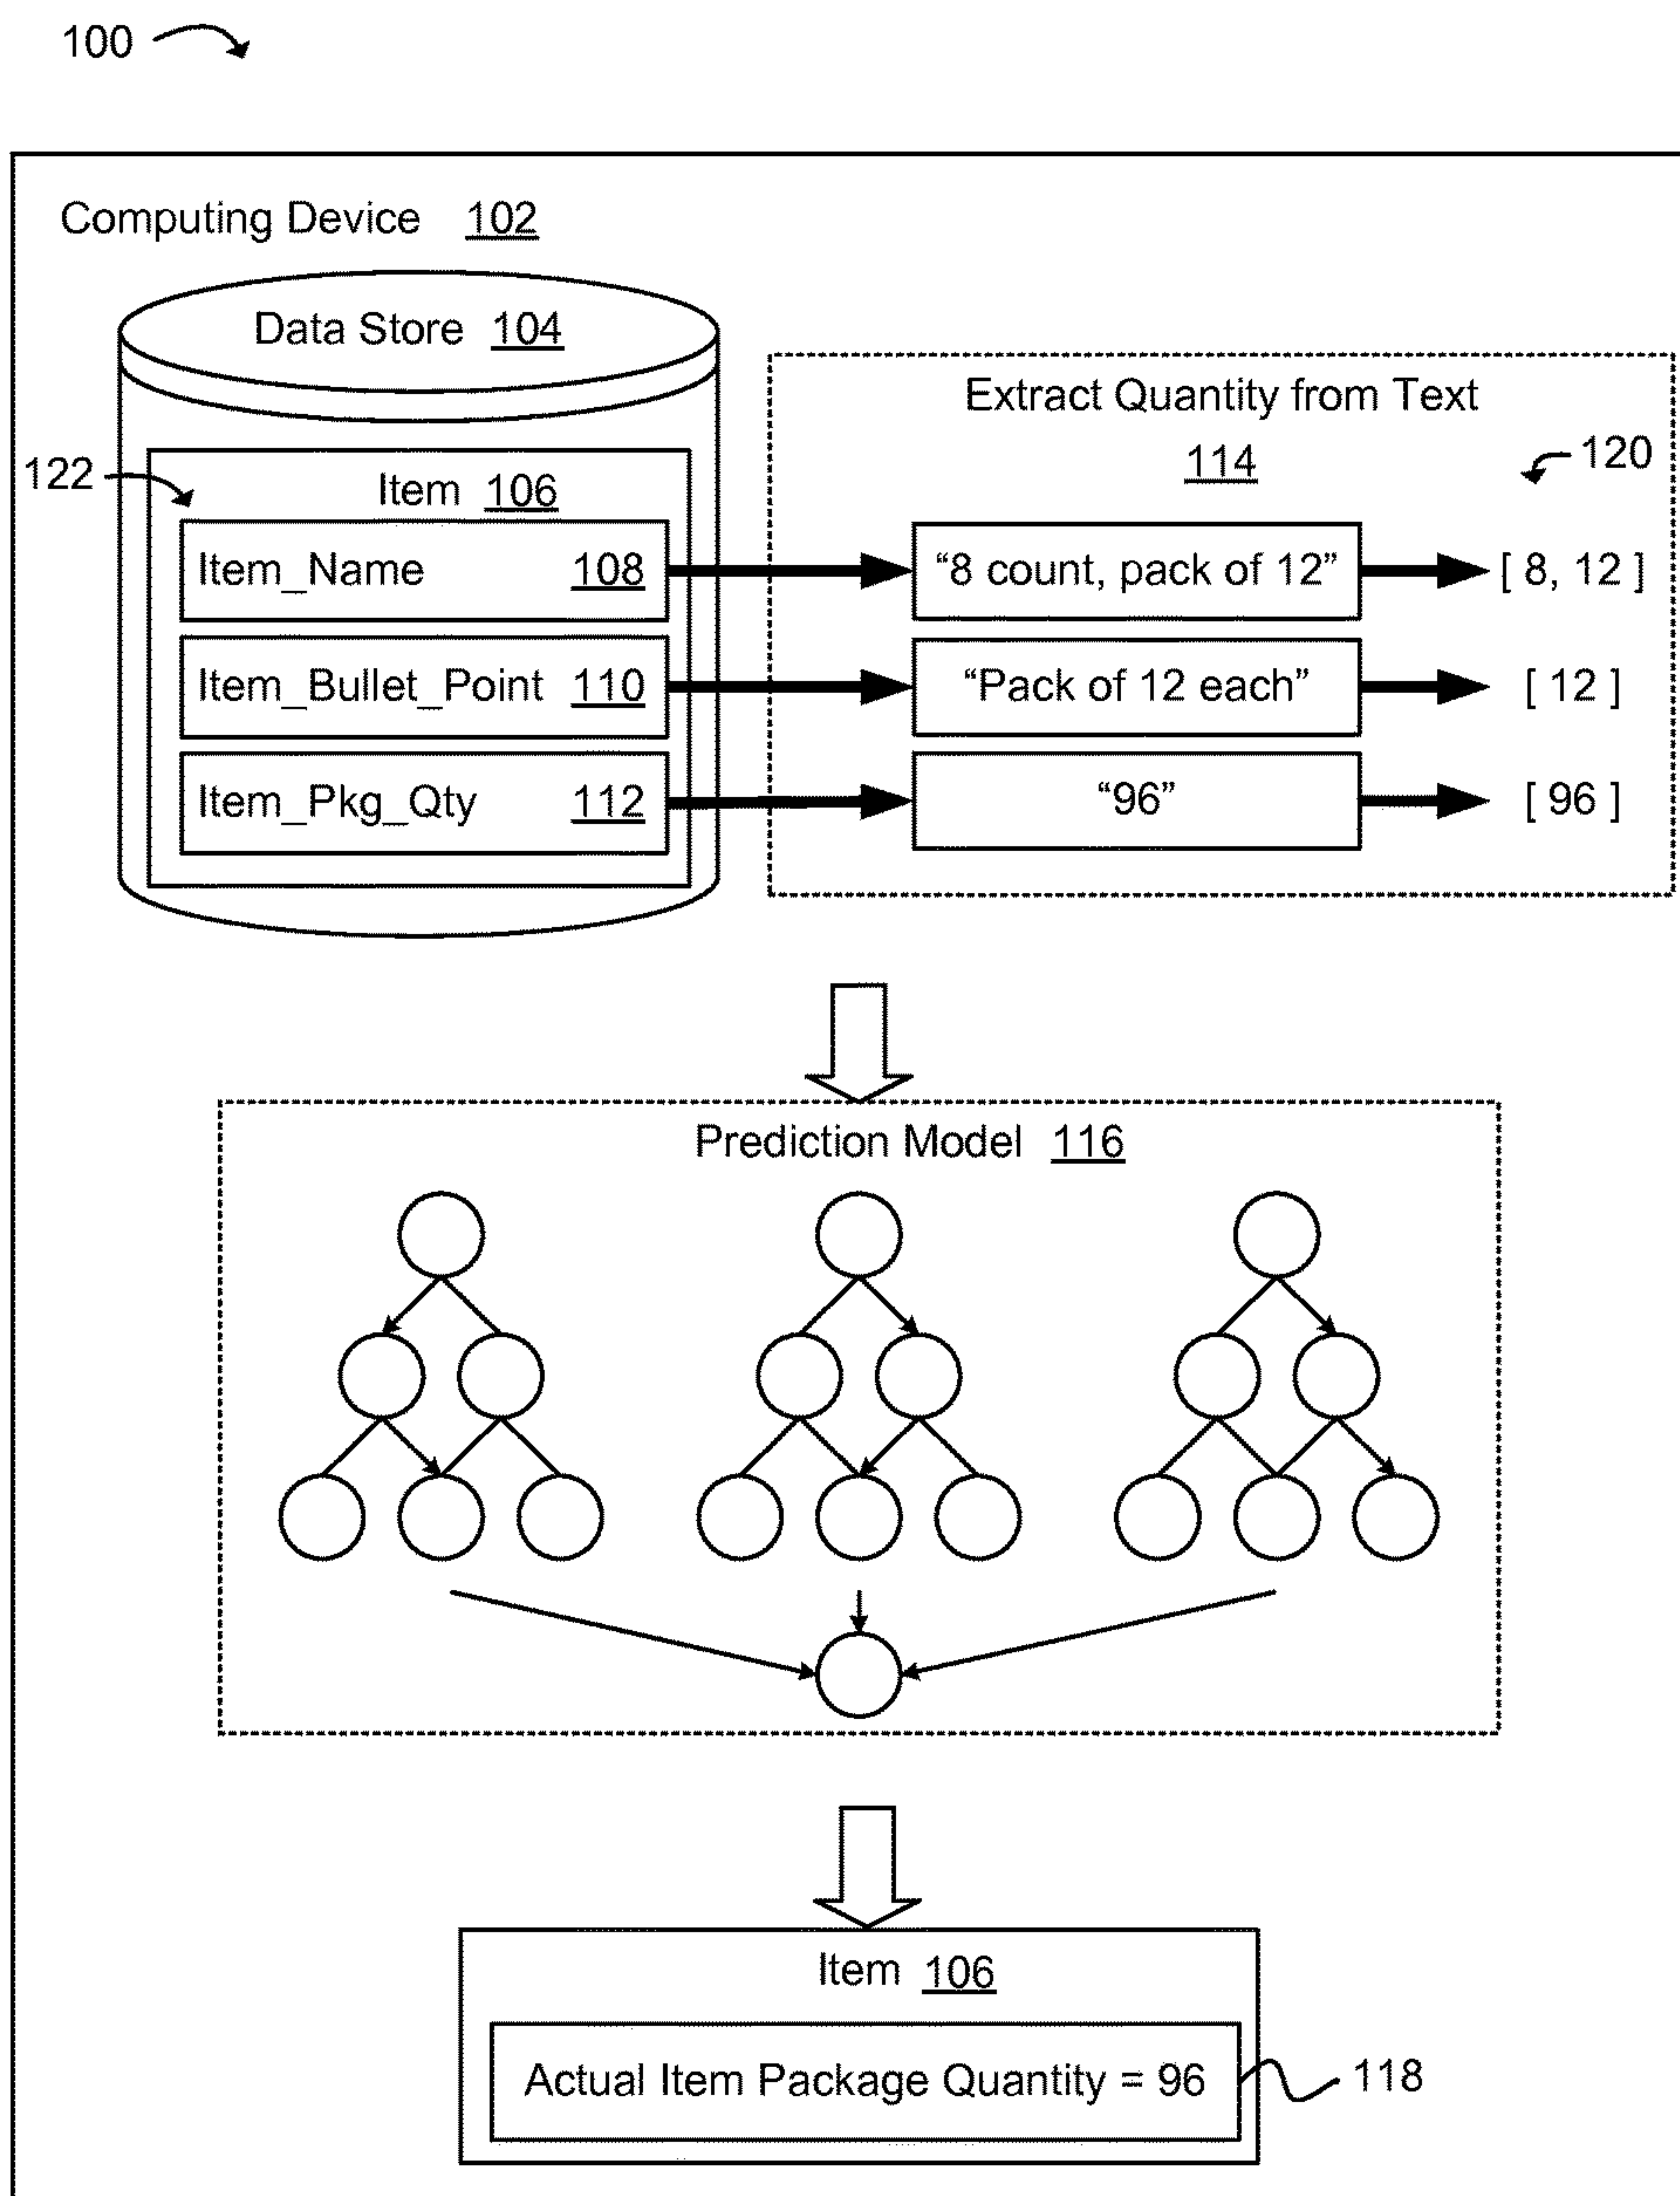 100
Computing Device 102
Data Store 104
Extract Quantity from Text
114
120
122
Item 106
Item_Name 108
“8 count, pack of 12”
[ 8, 12 ]
Item_Bullet_Point 110
“Pack of 12 each”
[ 12 ]
Item_Pkg_Qty 112
“96”
[ 96 ]
Prediction Model 116
Item 106
Actual Item Package Quantity = 96
118